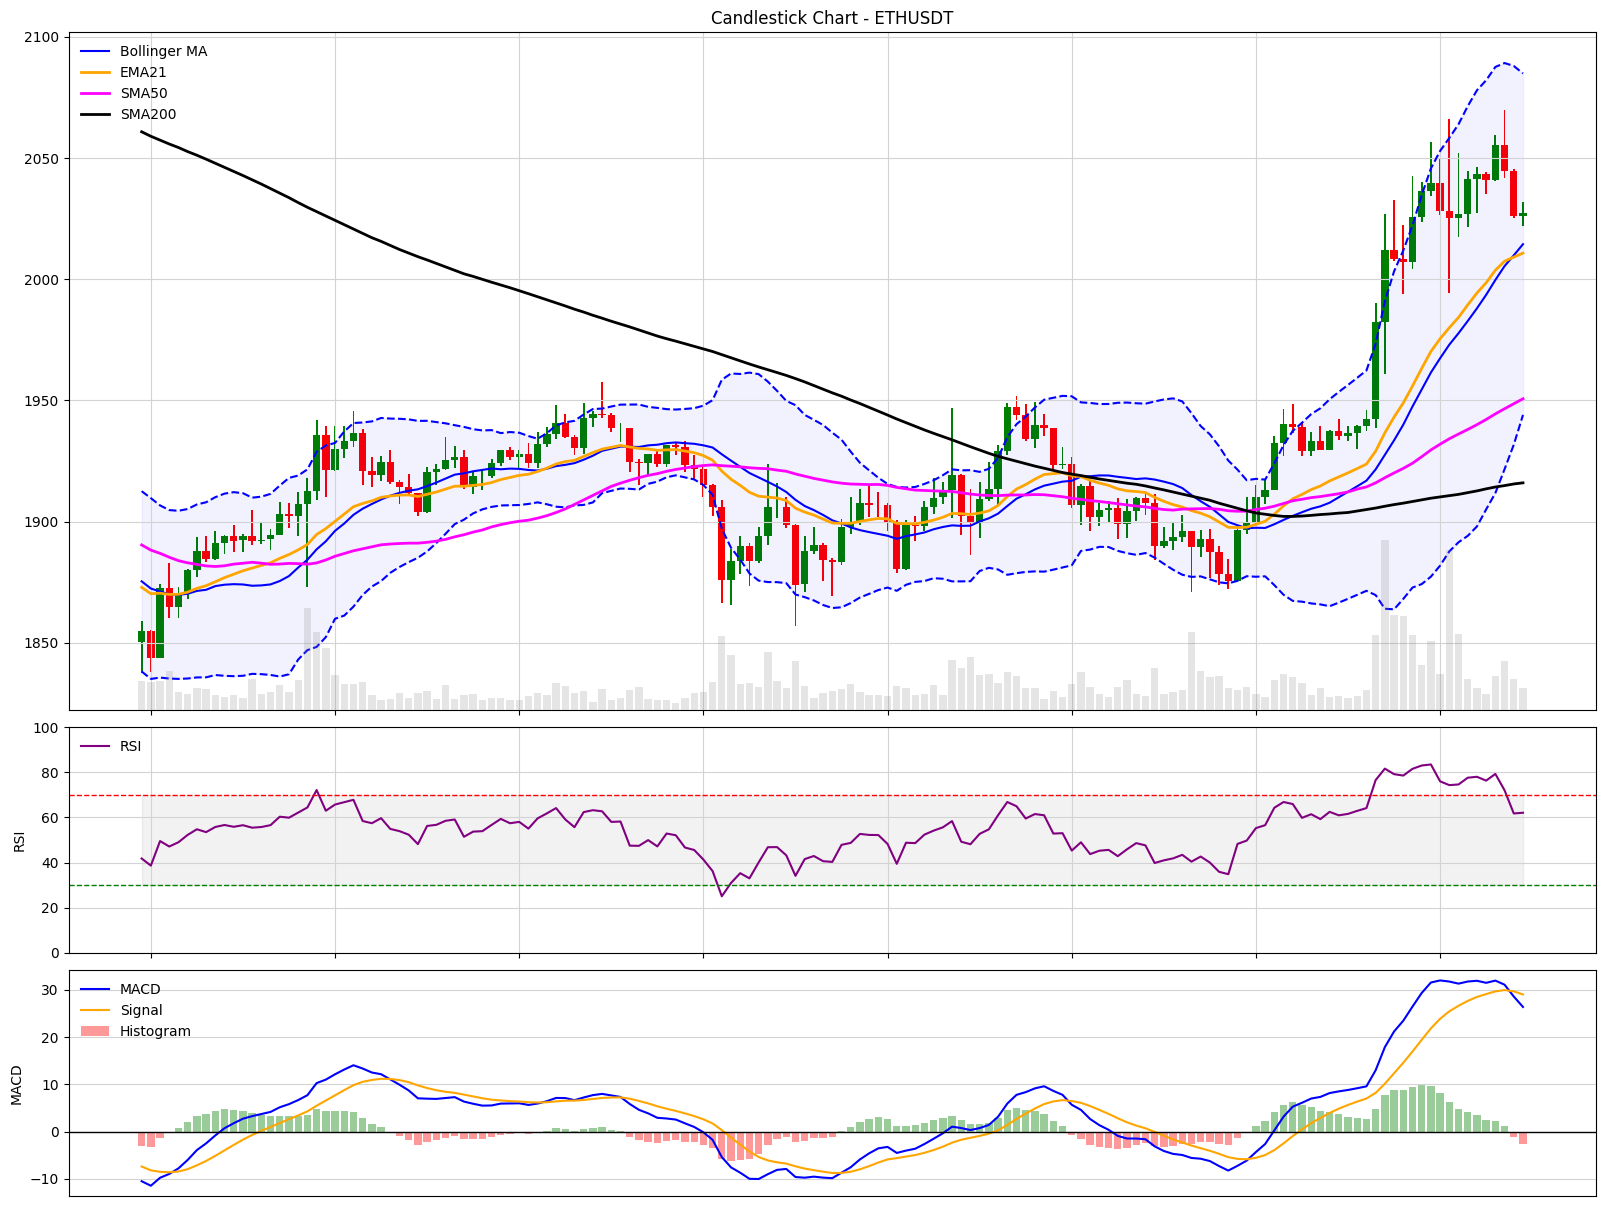 Candlestick Chart - ETHUSDT
2100
2050
2000
1950
1900
1850
Bollinger MA
EMA21
SMA50
SMA200
100
80
60
40
20
0
RSI
RSI
30
20
10
0
−10
MACD
MACD
Signal
Histogram